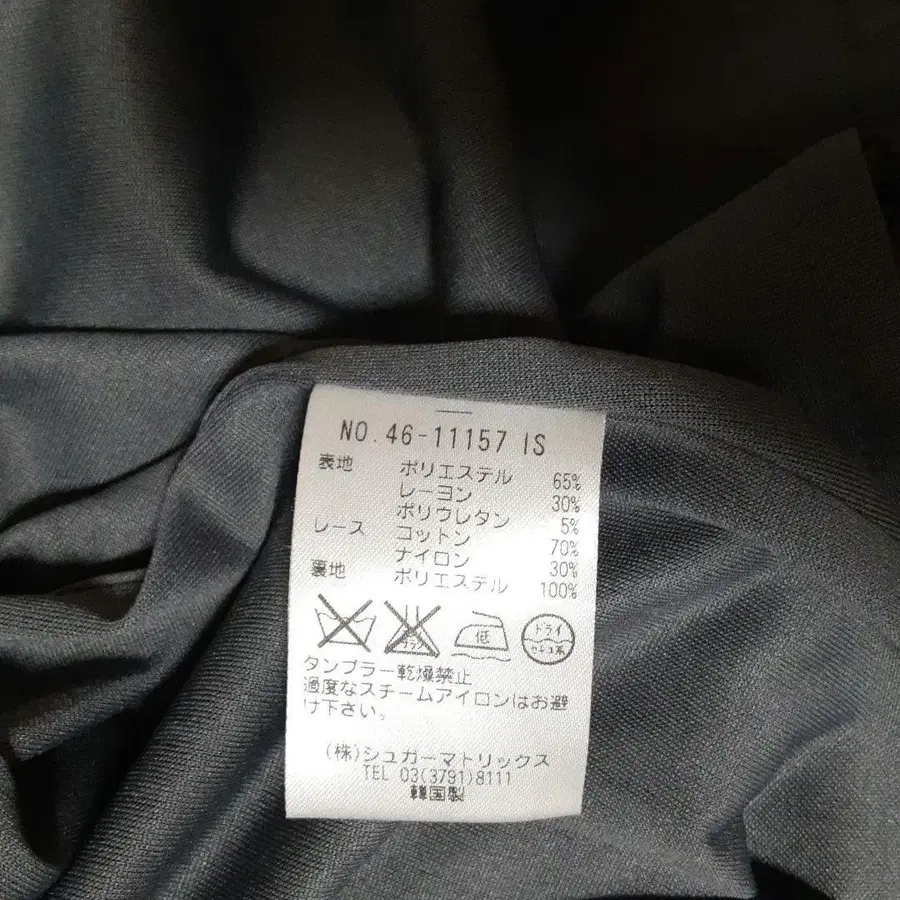 NO.46-11157 IS
表地 ポリエステル 65%
レーヨン 30%
ポリウレタン 5%
レース コットン 70%
ナイロン 30%
裏地 ポリエステル 100%
低 ドライ
セキユ系
タンブラー乾燥禁止
過度なスチームアイロンはお避
け下さい。
(株)シュガーマトリックス
TEL 03(3791)8111
韓国製